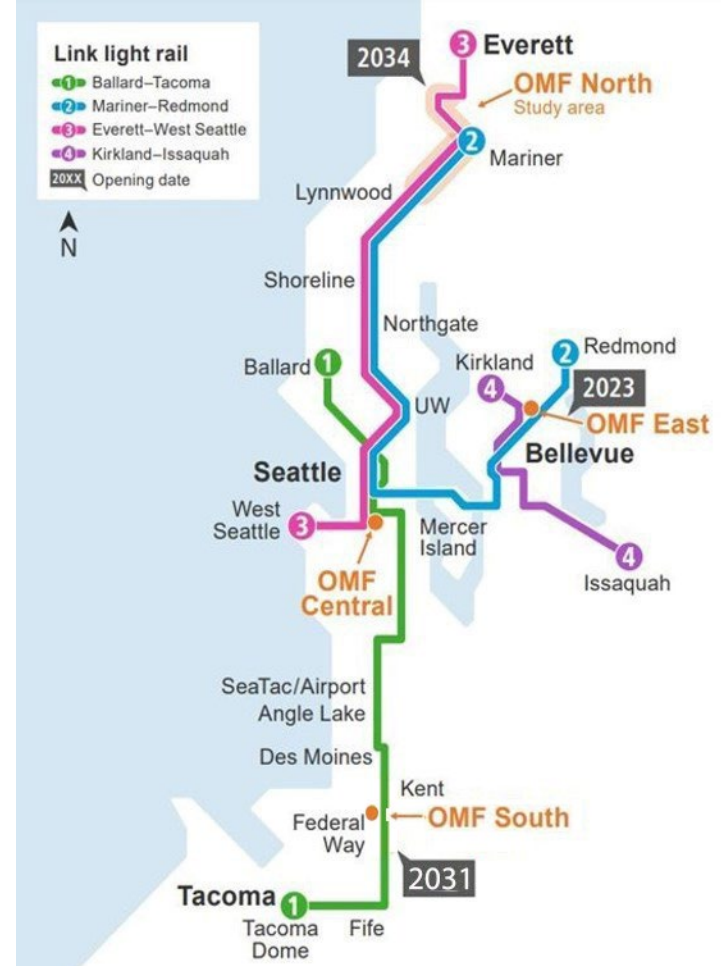 Link light rail
1 Ballard–Tacoma
2 Mariner–Redmond
3 Everett–West Seattle
4 Kirkland–Issaquah
20XX Opening date
N
2034
3 Everett
OMF North
Study area
2
Mariner
Lynnwood
Shoreline
Northgate
Ballard 1
Kirkland
4
2 Redmond
2023
UW
OMF East
Bellevue
Seattle
West
Seattle
3
Mercer
Island
4
Issaquah
OMF
Central
SeaTac/Airport
Angle Lake
Des Moines
Kent
OMF South
Federal
Way
2031
Tacoma 1
Tacoma
Dome
Fife